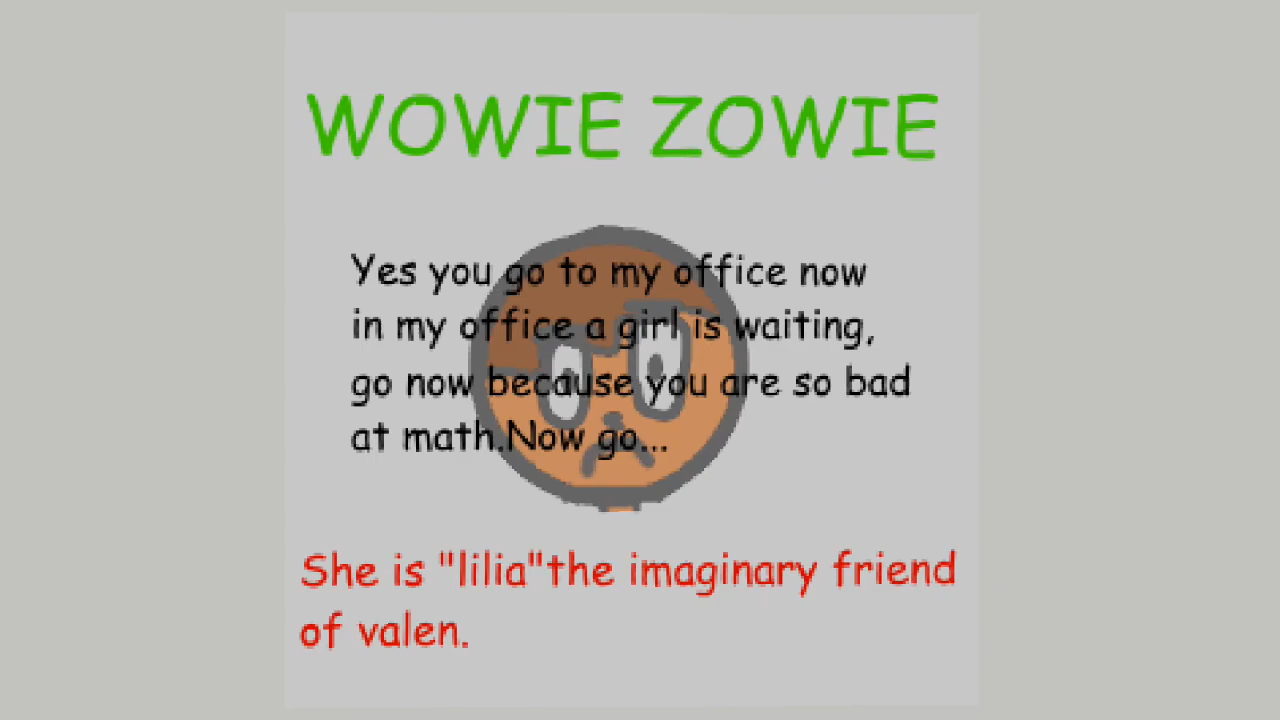 WOWIE ZOWIE
Yes you go to my office now
in my office a girl is waiting,
go now because you are so bad
at math.Now go...
She is "lilia"the imaginary friend
of valen.